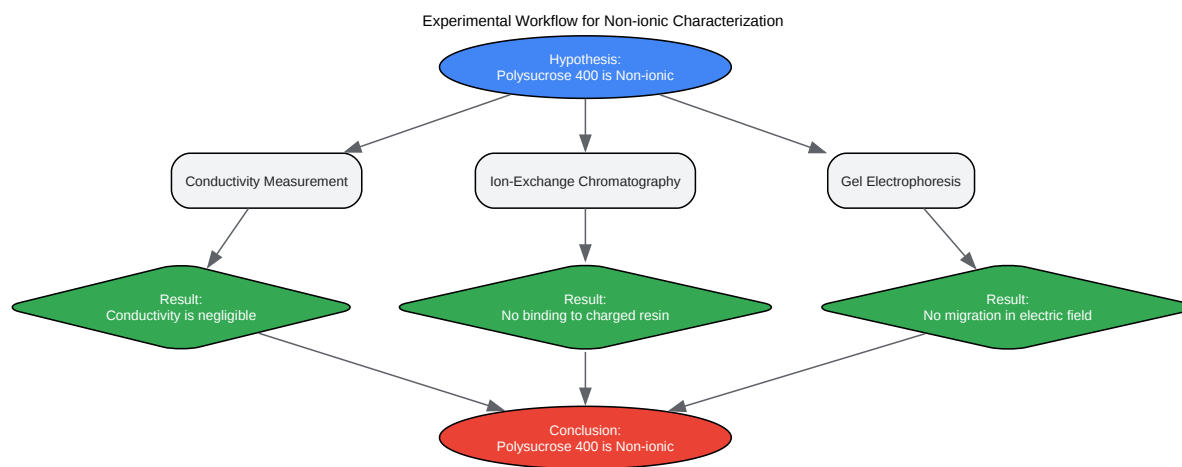 Experimental Workflow for Non-ionic Characterization
Hypothesis:
Polysucrose 400 is Non-ionic
Conductivity Measurement
Ion-Exchange Chromatography
Gel Electrophoresis
Result:
Conductivity is negligible
Result:
No binding to charged resin
Result:
No migration in electric field
Conclusion:
Polysucrose 400 is Non-ionic